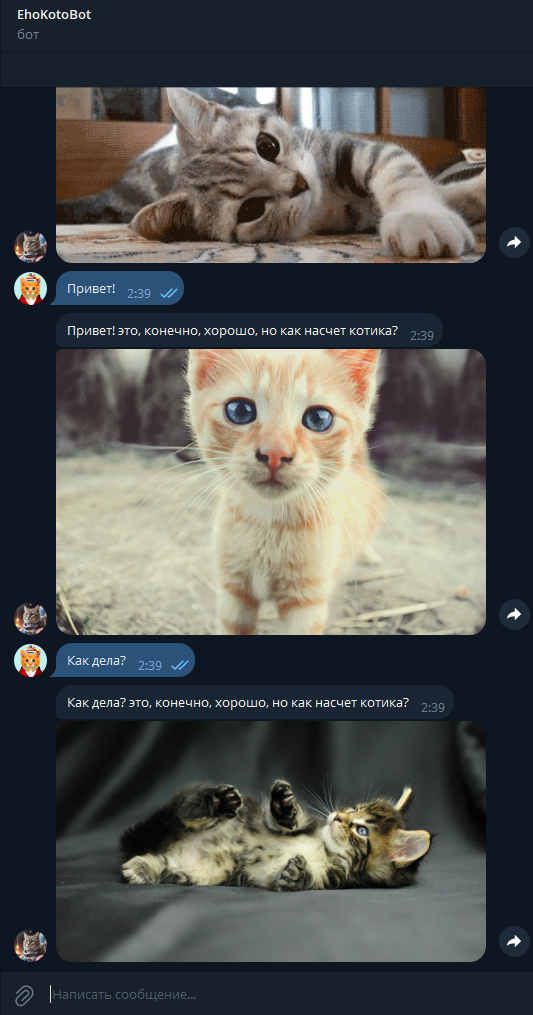 EhoKotoBot
бот
Привет! 2:39
Привет! это, конечно, хорошо, но как насчет котика? 2:39
Как дела? 2:39
Как дела? это, конечно, хорошо, но как насчет котика? 2:39
Написать сообщение...